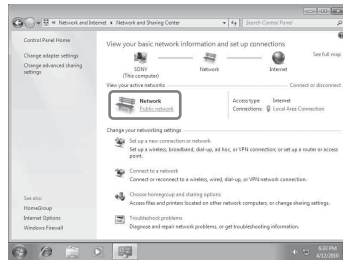 Network and Internet ▸ Network and Sharing Center
Search Control Panel
Control Panel Home
Change adapter settings
Change advanced sharing
settings
View your basic network information and set up connections
SONY
(This computer)
Network
Internet
See full map
View your active networks
Connect or disconnect
Network
Public network
Access type: Internet
Connections: Local Area Connection
Change your networking settings
Set up a new connection or network
Set up a wireless, broadband, dial-up, ad hoc, or VPN connection; or set up a router or access
point.
Connect to a network
Connect or reconnect to a wireless, wired, dial-up, or VPN network connection.
Choose homegroup and sharing options
Access files and printers located on other network computers, or change sharing settings.
Troubleshoot problems
Diagnose and repair network problems, or get troubleshooting information.
See also
HomeGroup
Internet Options
Windows Firewall
6:33 PM
4/12/2010